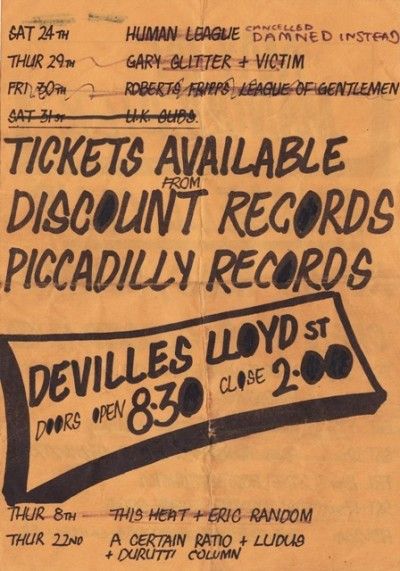 SAT 24TH HUMAN LEAGUE CANCELLED DAMNED INSTEAD
THUR 29TH GARY GLITTER + VICTIM
FRI 30TH ROBERTS FRIPPS LEAGUE OF GENTLEMEN
SAT 31ST U.K. SUBS.
TICKETS AVAILABLE
FROM
DISCOUNT RECORDS
PICCADILLY RECORDS
DEVILLES LLOYD ST
DOORS OPEN 8·30 CLOSE 2·00
THUR 8TH THIS HEAT + ERIC RANDOM
THUR 22ND A CERTAIN RATIO + LUDUS
+ DURUTTI COLUMN